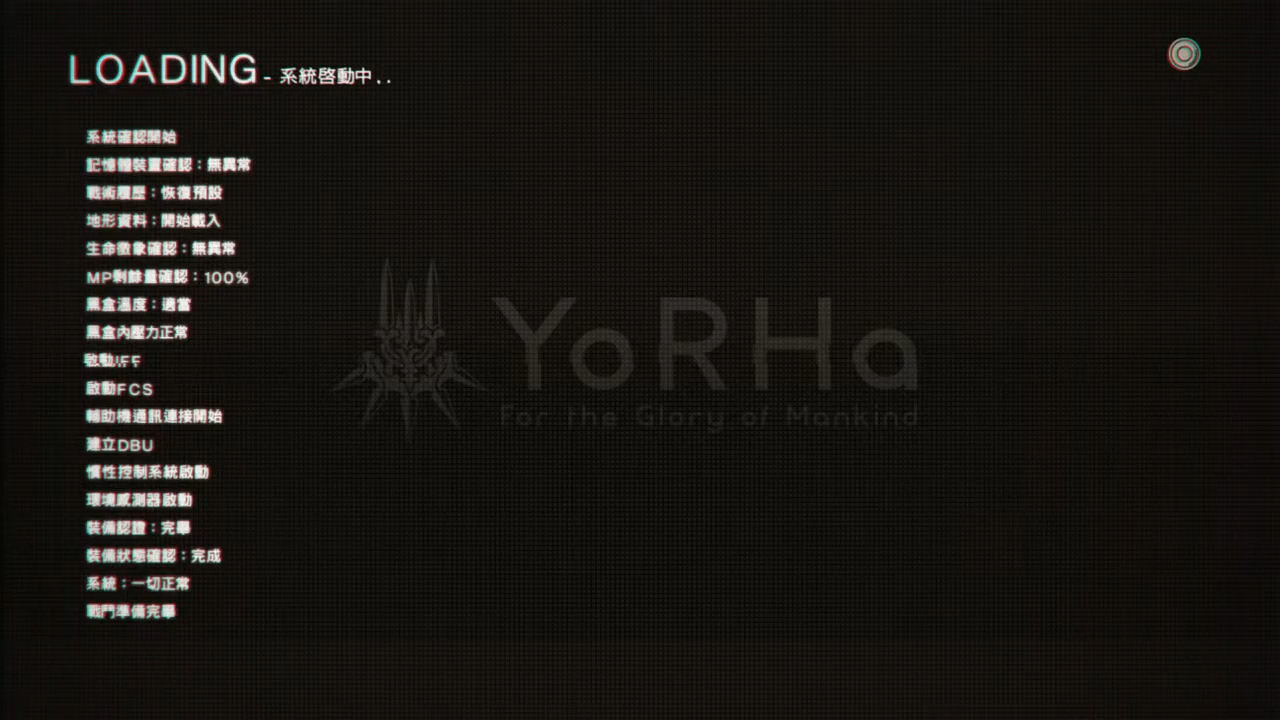 LOADING - 系統啓動中 . .
系統確認開始
記憶體裝置確認：無異常
戰術履歷：恢復預設
地形資料：開始載入
生命徵象確認：無異常
MP剩餘量確認：100%
黑盒溫度：適當
黑盒內壓力正常
啟動IFF
啟動FCS
輔助機通訊連接開始
建立DBU
慣性控制系統啟動
環境感測器啟動
裝備認證：完畢
裝備狀態確認：完成
系統：一切正常
戰鬥準備完畢
YoRHa
For the Glory of Mankind